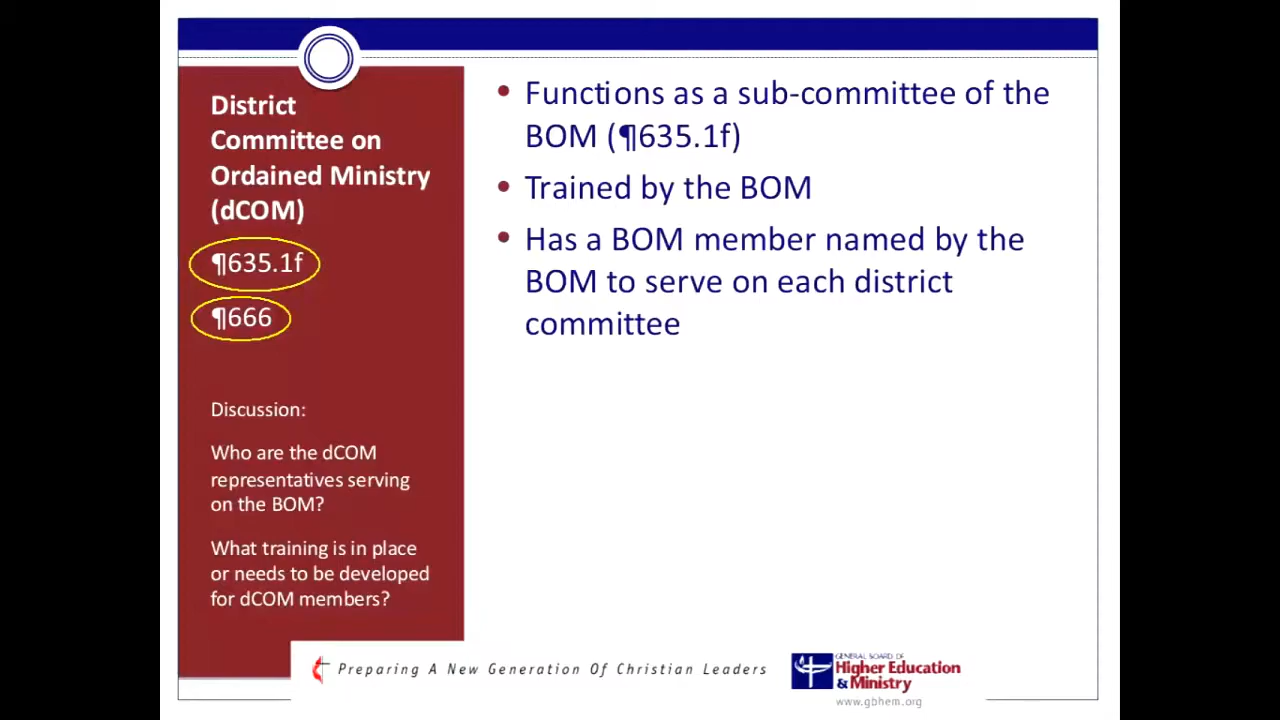 District
Committee on
Ordained Ministry
(dCOM)
¶635.1f
¶666
Discussion:
Who are the dCOM
representatives serving
on the BOM?
What training is in place
or needs to be developed
for dCOM members?
• Functions as a sub-committee of the
BOM (¶635.1f)
• Trained by the BOM
• Has a BOM member named by the
BOM to serve on each district
committee
Preparing A New Generation Of Christian Leaders
GENERAL BOARD OF
Higher Education
& Ministry
www.gbhem.org